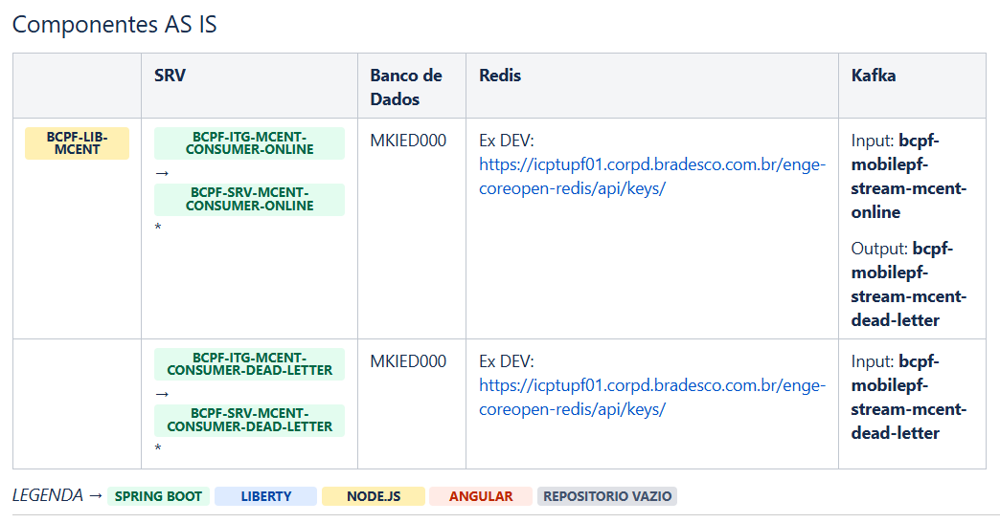 Componentes AS IS
SRV
Banco de
Dados
Redis
Kafka
BCPF-LIB-
MCENT
BCPF-ITG-MCENT-
CONSUMER-ONLINE
→
BCPF-SRV-MCENT-
CONSUMER-ONLINE
*
MKIED000
Ex DEV:
https://icptupf01.corpd.bradesco.com.br/enge-
coreopen-redis/api/keys/
Input: bcpf-
mobilepf-
stream-mcent-
online
Output: bcpf-
mobilepf-
stream-mcent-
dead-letter
BCPF-ITG-MCENT-
CONSUMER-DEAD-LETTER
→
BCPF-SRV-MCENT-
CONSUMER-DEAD-LETTER
*
MKIED000
Ex DEV:
https://icptupf01.corpd.bradesco.com.br/enge-
coreopen-redis/api/keys/
Input: bcpf-
mobilepf-
stream-mcent-
dead-letter
LEGENDA → SPRING BOOT LIBERTY NODE.JS ANGULAR REPOSITORIO VAZIO